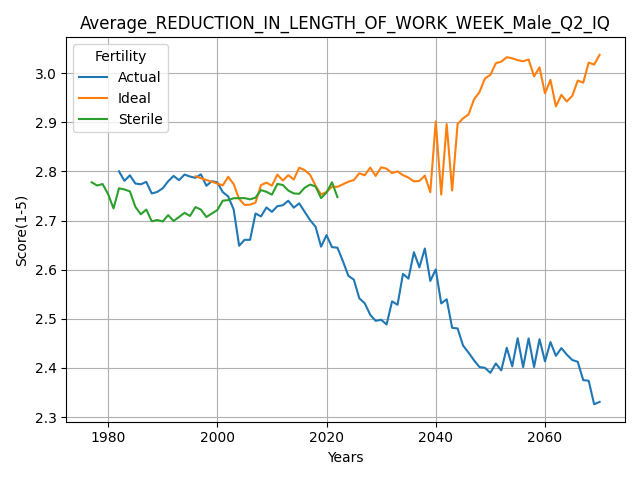 Average_REDUCTION_IN_LENGTH_OF_WORK_WEEK_Male_Q2_IQ
Fertility
Actual
Ideal
Sterile
Score(1-5)
3.0
2.9
2.8
2.7
2.6
2.5
2.4
2.3
1980 2000 2020 2040 2060
Years